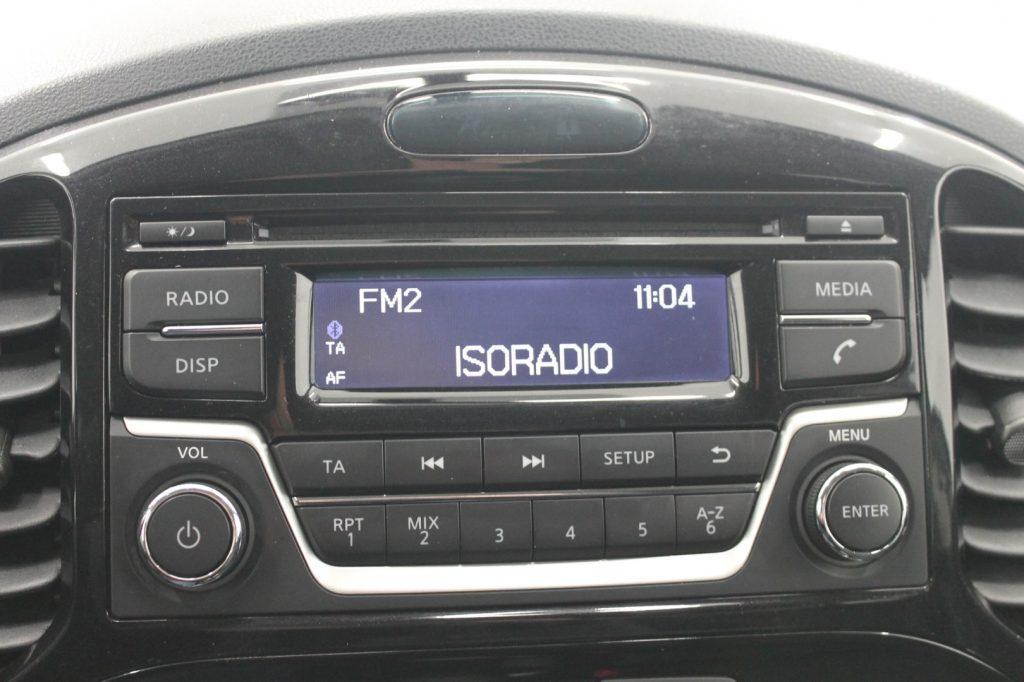 RADIO
FM2 11:04
MEDIA
TA
DISP
ISORADIO
AF
VOL
MENU
TA
SETUP
ENTER
RPT
1
MIX
2
3
4
5
A-Z
6